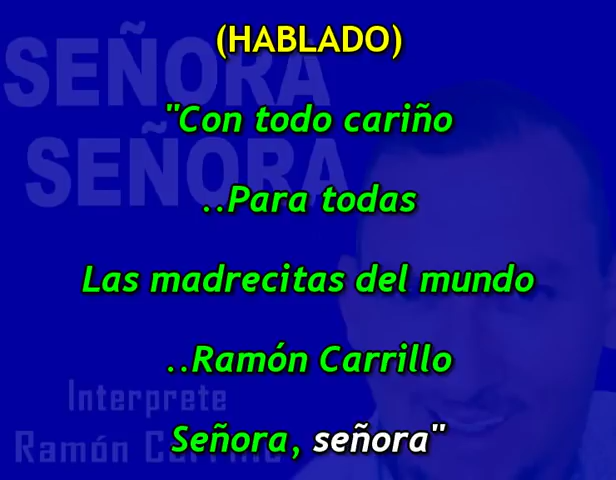 (HABLADO)
SEÑORA
"Con todo cariño
SEÑORA
..Para todas
Las madrecitas del mundo
..Ramón Carrillo
Interprete
Señora, señora"
Ramón Carrillo